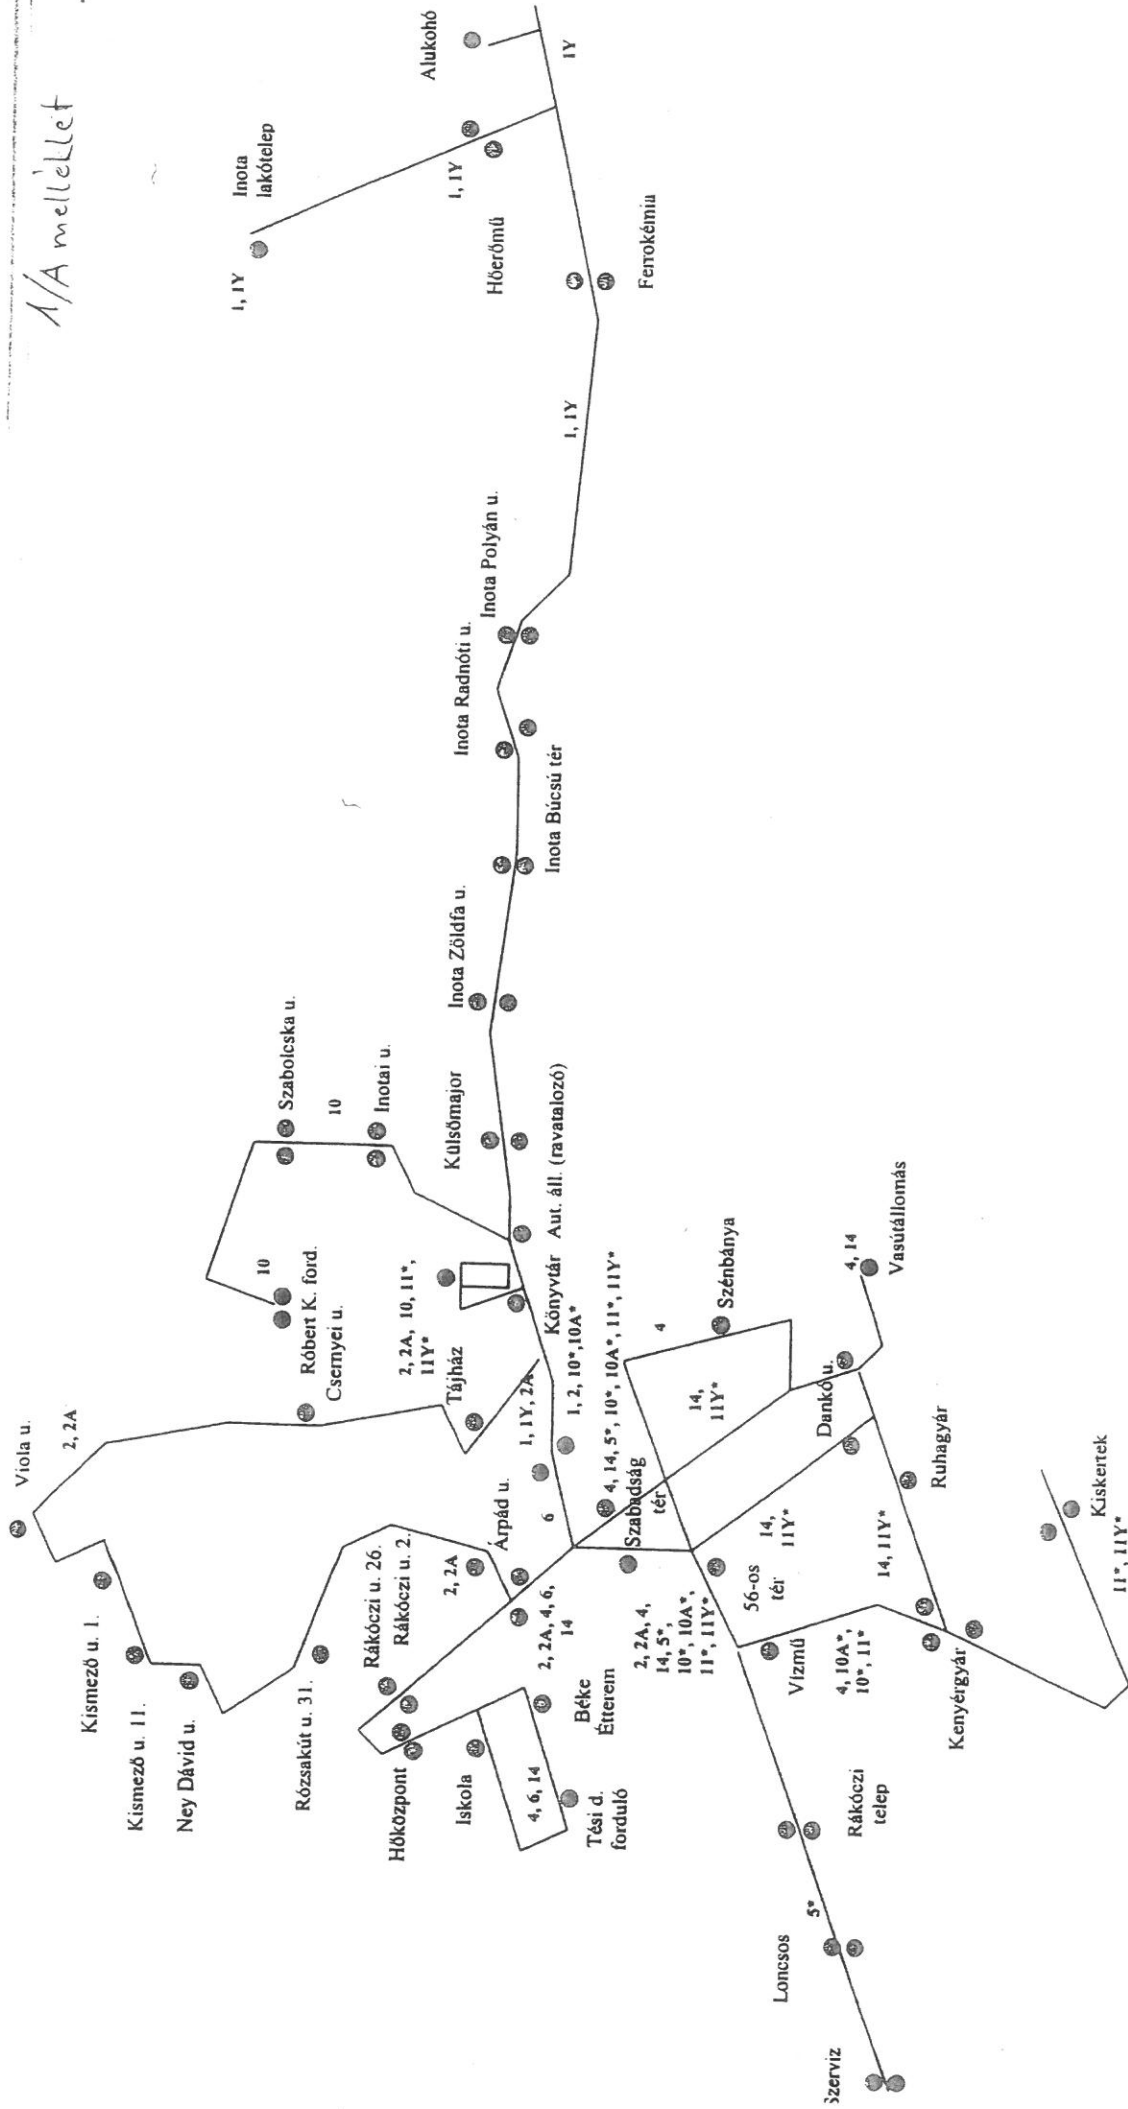 1/A melléklet
Alukohó
1Y
Inota
lakótelep
1, 1Y
1, 1Y
Hőerőmű
Ferrokémia
1, 1Y
Inota Polyán u.
Inota Radnóti u.
Inota Búcsú tér
Inota Zöldfa u.
Külsőmajor
Aut. áll. (ravatalozó)
Szabolcska u.
10
Inotai u.
10
Róbert K. ford.
Csernyei u.
2, 2A, 10, 11*,
11Y*
Tájház
Könyvtár
1, 1Y, 2A
1, 2, 10*,10A*
4, 14, 5*, 10*, 10A*, 11*, 11Y*
Viola u.
2, 2A
Kismező u. 1.
Kismező u. 11.
Ney Dávid u.
Rózsakút u. 31.
Rákóczi u. 26.
Rákóczi u. 2.
Árpád u.
2, 2A
6
2, 2A, 4, 6,
14
Hőközpont
Iskola
4, 6, 14
Béke
Étterem
Tési d.
forduló
Szabadság
tér
2, 2A, 4,
14, 5*,
10*, 10A*,
11*, 11Y*
56-os
tér
4
Szénbánya
14,
11Y*
4, 14
Vasútállomás
Dankó u.
14,
11Y*
Ruhagyár
14, 11Y*
Vízmű
4, 10A*,
10*, 11*
Kenyérgyár
Kiskertek
11*, 11Y*
Rákóczi
telep
5*
Loncsos
Szerviz